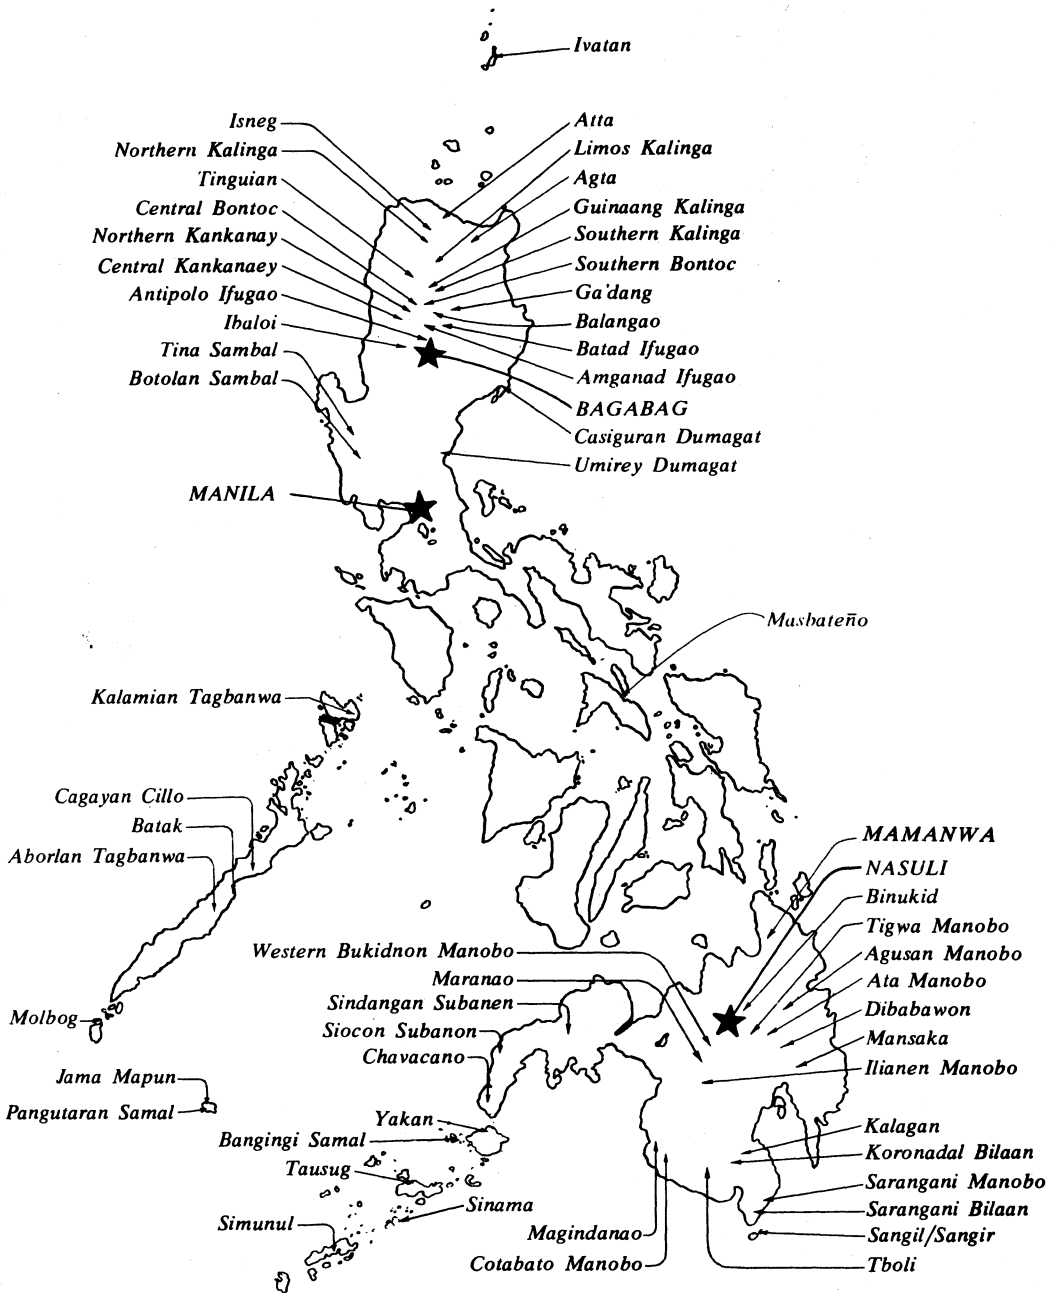 Ivatan
Isneg
Northern Kalinga
Tinguian
Central Bontoc
Northern Kankanay
Central Kankanaey
Antipolo Ifugao
Ibaloi
Tina Sambal
Botolan Sambal
MANILA
Atta
Limos Kalinga
Agta
Guinaang Kalinga
Southern Kalinga
Southern Bontoc
Ga'dang
Balangao
Batad Ifugao
Amganad Ifugao
BAGABAG
Casiguran Dumagat
Umirey Dumagat
Masbateño
Kalamian Tagbanwa
Cagayan Cillo
Batak
Aborlan Tagbanwa
Molbog
Jama Mapun
Pangutaran Samal
Western Bukidnon Manobo
Maranao
Sindangan Subanen
Siocon Subanon
Chavacano
Yakan
Bangingi Samal
Tausug
Sinama
Simunul
Magindanao
Cotabato Manobo
MAMANWA
NASULI
Binukid
Tigwa Manobo
Agusan Manobo
Ata Manobo
Dibabawon
Mansaka
Ilianen Manobo
Kalagan
Koronadal Bilaan
Sarangani Manobo
Sarangani Bilaan
Sangil/Sangir
Tboli